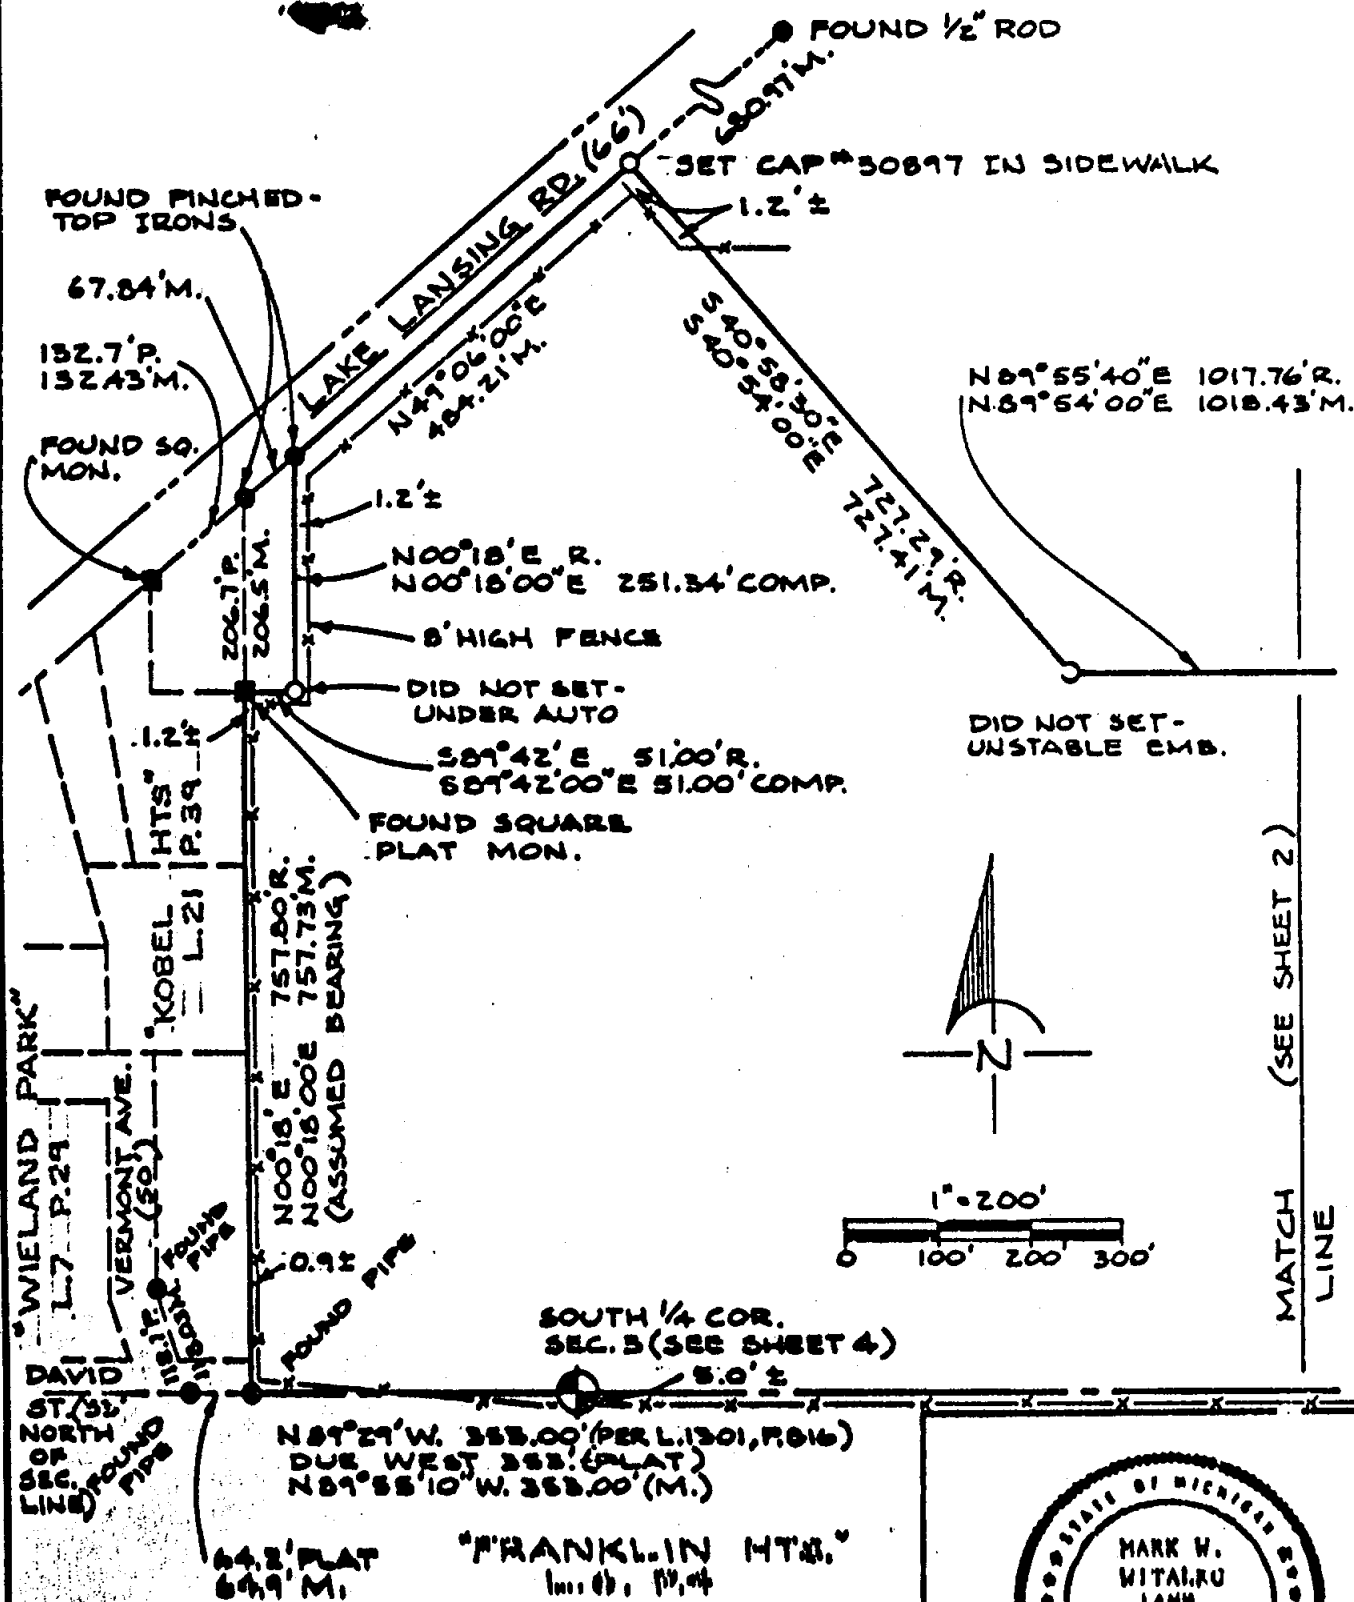 FOUND 1/2" ROD
680.97'M.
SET CAP #30897 IN SIDEWALK
1.2'±
FOUND PINCHED-
TOP IRONS
67.84'M.
132.7'P.
132.43'M.
FOUND SQ.
MON.
LAKE LANSING RD. (66')
N49°06'00"E
484.21'M.
S 40°58'30"E 727.29'R.
S 40°54'00"E 727.41'M.
N89°55'40"E 1017.76'R.
N.89°54'00"E 1018.43'M.
1.2'±
206.7'P.
206.5'M.
N00°18'E R.
N00°18'00"E 251.34' COMP.
8' HIGH FENCE
DID NOT SET-
UNDER AUTO
1.2'±
S89°42'E 51.00'R.
S89°42'00"E 51.00' COMP.
FOUND SQUARE
PLAT MON.
DID NOT SET-
UNSTABLE EMB.
"KOBEL HTS"
L.21 P.39
N00°18'E 757.80'R.
N00°18'00"E 757.73'M.
(ASSUMED BEARING)
"WIELAND PARK"
L.7 P.29
VERMONT AVE.
(50')
N
1"=200'
0 100' 200' 300'
MATCH (SEE SHEET 2)
LINE
FOUND
PIPE
118.1'P.
0.9±
FOUND PIPE
SOUTH 1/4 COR.
SEC. 3 (SEE SHEET 4)
5.0'±
DAVID
ST.
NORTH
OF
SEC.
LINE)
FOUND
PIPE
N 89°29'W. 353.00' (PER L.1301, P.816)
DUE WEST 353.' (PLAT)
N89°55'10"W. 353.00' (M.)
64.2' PLAT
64.9' M.
"FRANKLIN HTS."
STATE OF MICHIGAN
MARK W.